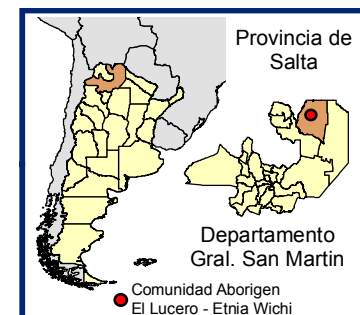 Provincia de
Salta
Departamento
Gral. San Martin
Comunidad Aborigen
El Lucero - Etnia Wichi